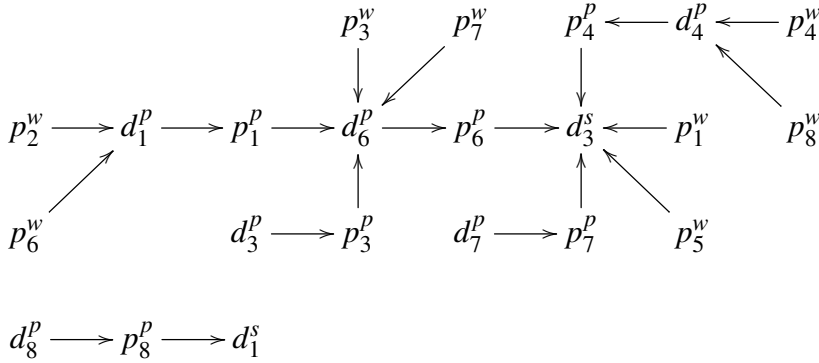 p_3^w p_7^w p_4^p d_4^p p_4^w
p_2^w d_1^p p_1^p d_6^p p_6^p d_3^s p_1^w p_8^w
p_6^w d_3^p p_3^p d_7^p p_7^p p_5^w
d_8^p p_8^p d_1^s